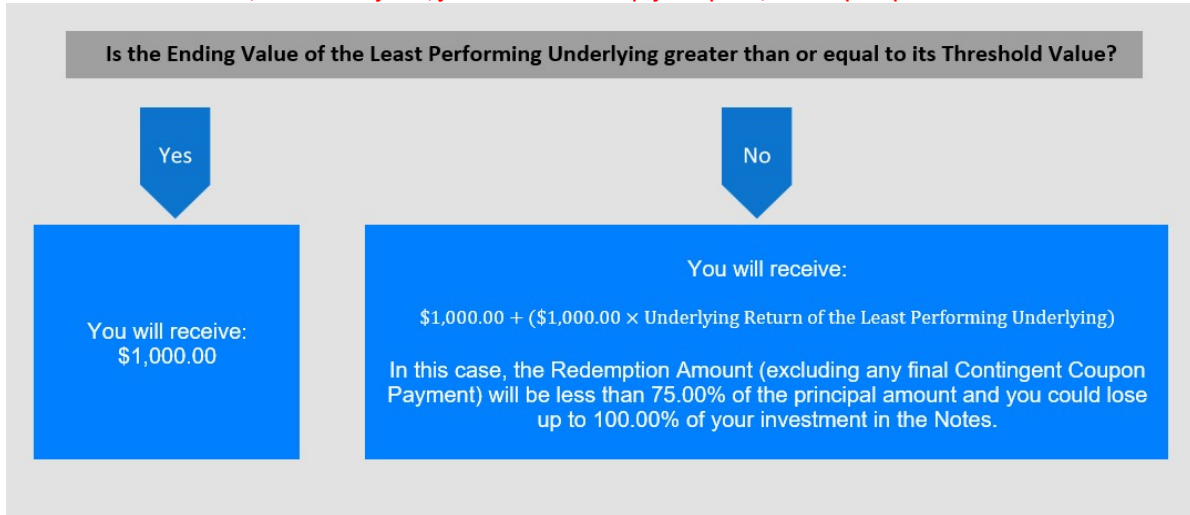 Is the Ending Value of the Least Performing Underlying greater than or equal to its Threshold Value?
Yes
No
You will receive:
$1,000.00
You will receive:
$1,000.00 + ($1,000.00 × Underlying Return of the Least Performing Underlying)
In this case, the Redemption Amount (excluding any final Contingent Coupon
Payment) will be less than 75.00% of the principal amount and you could lose
up to 100.00% of your investment in the Notes.